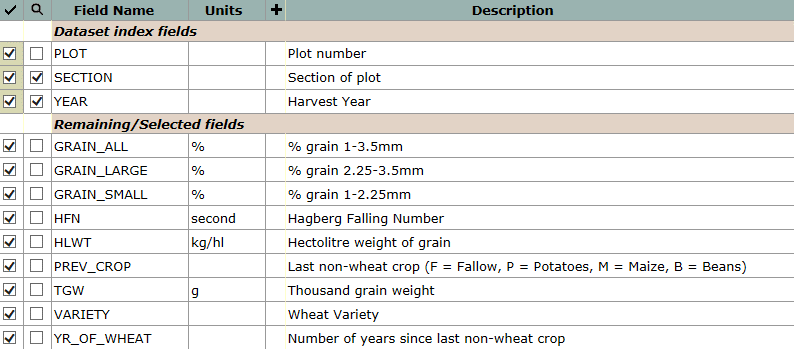 Field Name Units + Description
Dataset index fields
PLOT Plot number
SECTION Section of plot
YEAR Harvest Year
Remaining/Selected fields
GRAIN_ALL % % grain 1-3.5mm
GRAIN_LARGE % % grain 2.25-3.5mm
GRAIN_SMALL % % grain 1-2.25mm
HFN second Hagberg Falling Number
HLWT kg/hl Hectolitre weight of grain
PREV_CROP Last non-wheat crop (F = Fallow, P = Potatoes, M = Maize, B = Beans)
TGW g Thousand grain weight
VARIETY Wheat Variety
YR_OF_WHEAT Number of years since last non-wheat crop